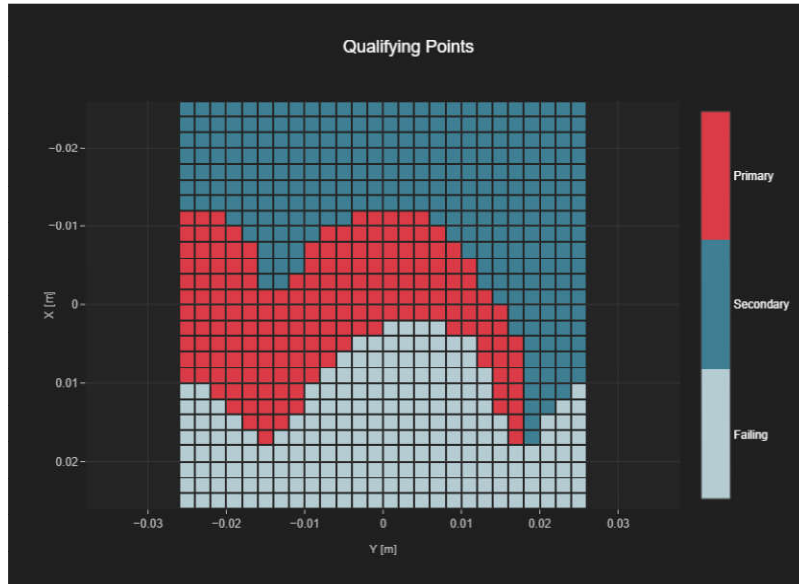 Qualifying Points
−0.02
−0.01
0
0.01
0.02
X [m]
−0.03
−0.02
−0.01
0
0.01
0.02
0.03
Y [m]
Primary
Secondary
Failing